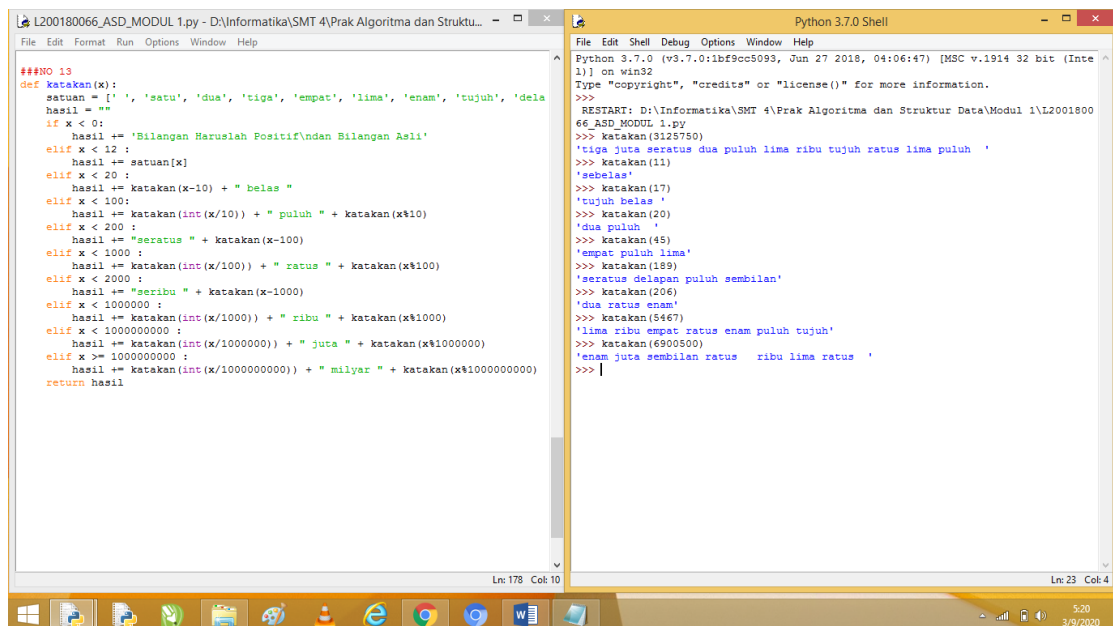 L200180066_ASD_MODUL 1.py - D:\Informatika\SMT 4\Prak Algoritma dan Struktu...
File Edit Format Run Options Window Help
###NO 13
def katakan(x):
    satuan = [' ', 'satu', 'dua', 'tiga', 'empat', 'lima', 'enam', 'tujuh', 'dela
    hasil = ""
    if x < 0:
        hasil += 'Bilangan Haruslah Positif\ndan Bilangan Asli'
    elif x < 12 :
        hasil += satuan[x]
    elif x < 20 :
        hasil += katakan(x-10) + " belas "
    elif x < 100:
        hasil += katakan(int(x/10)) + " puluh " + katakan(x%10)
    elif x < 200 :
        hasil += "seratus " + katakan(x-100)
    elif x < 1000 :
        hasil += katakan(int(x/100)) + " ratus " + katakan(x%100)
    elif x < 2000 :
        hasil += "seribu " + katakan(x-1000)
    elif x < 1000000 :
        hasil += katakan(int(x/1000)) + " ribu " + katakan(x%1000)
    elif x < 1000000000 :
        hasil += katakan(int(x/1000000)) + " juta " + katakan(x%1000000)
    elif x >= 1000000000 :
        hasil += katakan(int(x/1000000000)) + " milyar " + katakan(x%1000000000)
    return hasil
Ln: 178 Col: 10
Python 3.7.0 Shell
File Edit Shell Debug Options Window Help
Python 3.7.0 (v3.7.0:1bf9cc5093, Jun 27 2018, 04:06:47) [MSC v.1914 32 bit (Inte
l)] on win32
Type "copyright", "credits" or "license()" for more information.
>>>
 RESTART: D:\Informatika\SMT 4\Prak Algoritma dan Struktur Data\Modul 1\L2001800
66_ASD_MODUL 1.py
>>> katakan(3125750)
'tiga juta seratus dua puluh lima ribu tujuh ratus lima puluh  '
>>> katakan(11)
'sebelas'
>>> katakan(17)
'tujuh belas '
>>> katakan(20)
'dua puluh  '
>>> katakan(45)
'empat puluh lima'
>>> katakan(189)
'seratus delapan puluh sembilan'
>>> katakan(206)
'dua ratus enam'
>>> katakan(5467)
'lima ribu empat ratus enam puluh tujuh'
>>> katakan(6900500)
'enam juta sembilan ratus   ribu lima ratus  '
>>>
Ln: 23 Col: 4
5:20
3/9/2020